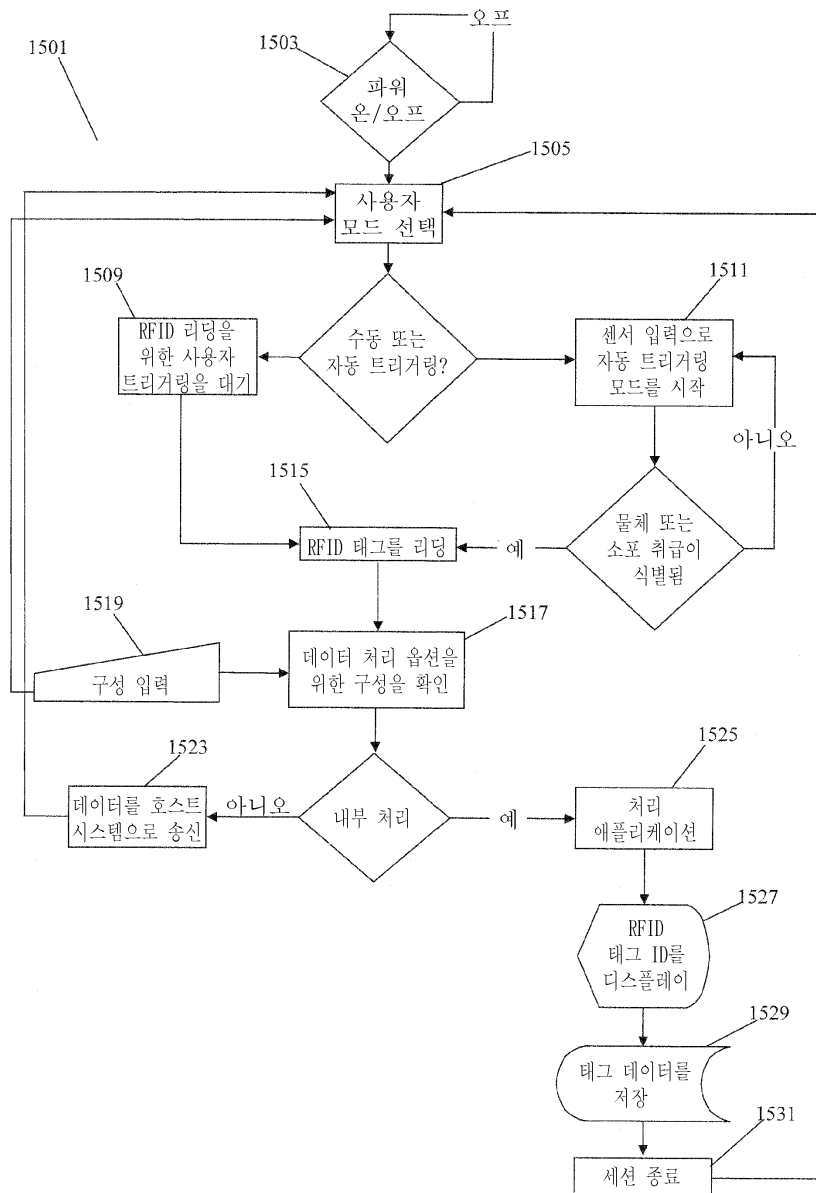 오프
1503
1501
파워
온/오프
1505
사용자
모드 선택
1509
1511
RFID 리딩을
위한 사용자
트리거링을 대기
수동 또는
자동 트리거링?
센서 입력으로
자동 트리거링
모드를 시작
아니오
1515
RFID 태그를 리딩
예
물체 또는
소포 취급이
식별됨
1519
1517
구성 입력
데이터 처리 옵션을
위한 구성을 확인
1523
1525
데이터를 호스트
시스템으로 송신
아니오
내부 처리
예
처리
애플리케이션
1527
RFID
태그 ID를
디스플레이
1529
태그 데이터를
저장
1531
세션 종료